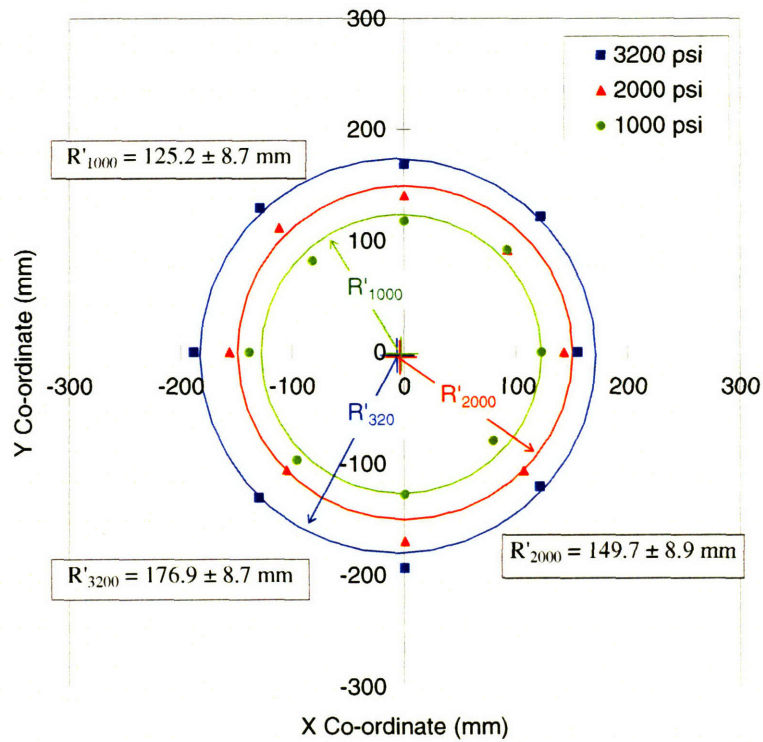 300
3200 psi
2000 psi
1000 psi
200
R'1000 = 125.2 ± 8.7 mm
100
R'1000
Y Co-ordinate (mm)
0
-300
-200
-100
0
100
200
300
R'2000
R'320
-100
R'2000 = 149.7 ± 8.9 mm
R'3200 = 176.9 ± 8.7 mm
-200
-300
X Co-ordinate (mm)